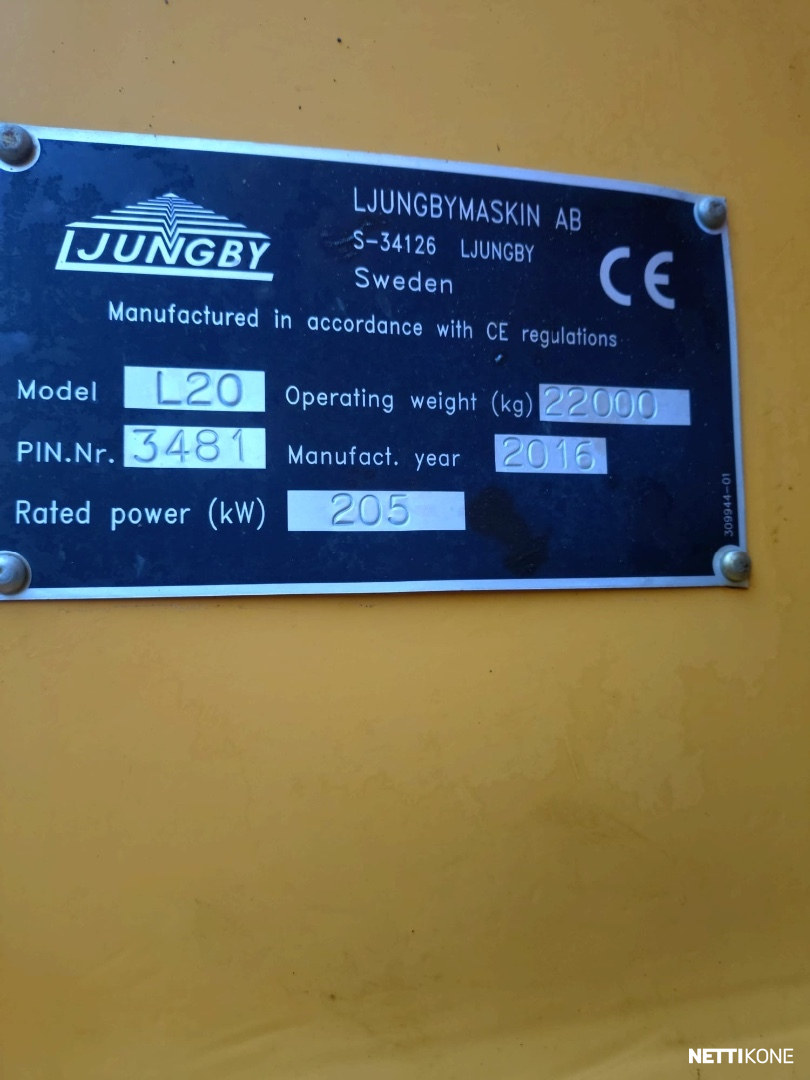 LJUNGBY
LJUNGBYMASKIN AB
S-34126 LJUNGBY
Sweden
CE
Manufactured in accordance with CE regulations
Model L20 Operating weight (kg) 22000
PIN.Nr. 3481 Manufact. year 2016
Rated power (kW) 205
309944-01
NETTIKONE